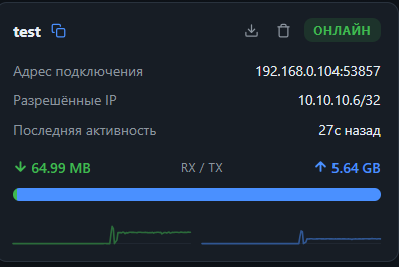 test
ОНЛАЙН
Адрес подключения 192.168.0.104:53857
Разрешённые IP 10.10.10.6/32
Последняя активность 27с назад
↓ 64.99 MB RX / TX ↑ 5.64 GB